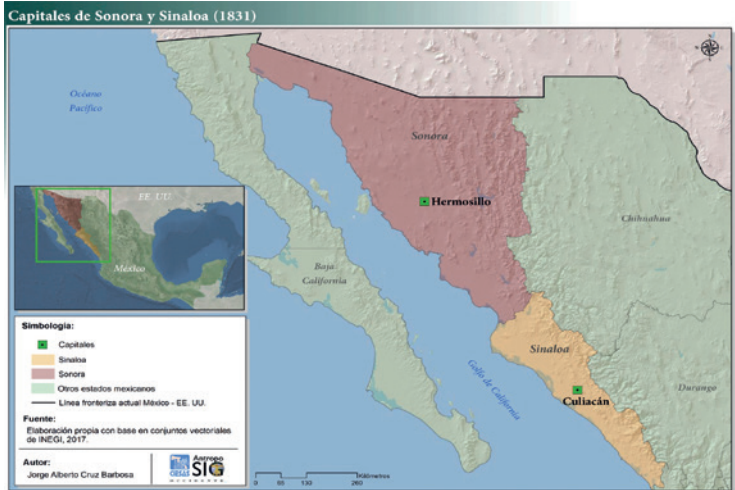 Capitales de Sonora y Sinaloa (1831)
Océano
Pacífico
Sonora
Hermosillo
Chihuahua
EE. UU.
México
Baja
California
Golfo de California
Sinaloa
Culiacán
Durango
Simbología:
Capitales
Sinaloa
Sonora
Otros estados mexicanos
Línea fronteriza actual México - EE. UU.
Fuente:
Elaboración propia con base en conjuntos vectoriales
de INEGI, 2017.
Autor:
Jorge Alberto Cruz Barbosa
CIESAS
Antropo
SIG
Kilómetros
0
65
130
260